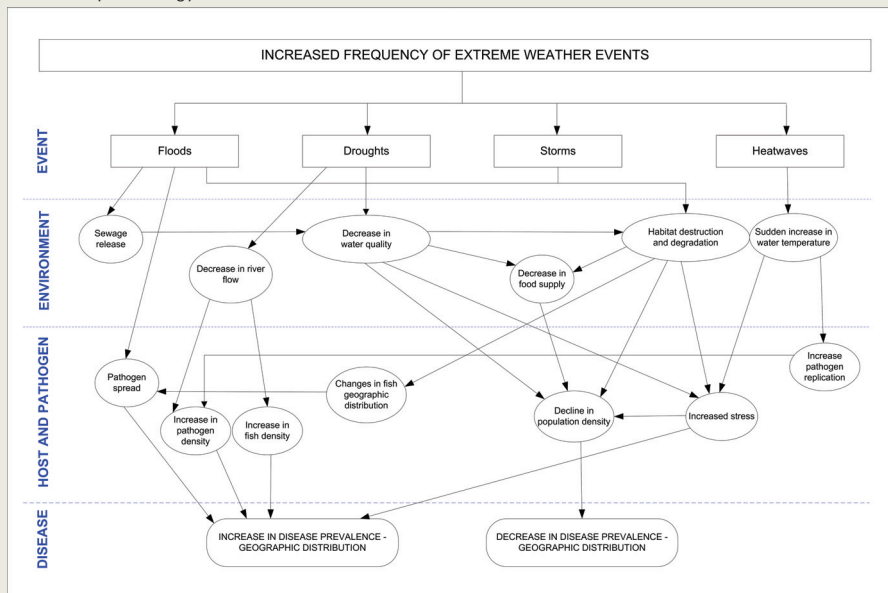 INCREASED FREQUENCY OF EXTREME WEATHER EVENTS
EVENT
Floods
Droughts
Storms
Heatwaves
ENVIRONMENT
Sewage
release
Decrease in
water quality
Habitat destruction
and degradation
Sudden increase in
water temperature
Decrease in river
flow
Decrease in
food supply
HOST AND PATHOGEN
Pathogen
spread
Changes in fish
geographic
distribution
Increase
pathogen
replication
Increase in
pathogen
density
Increase in
fish density
Decline in
population density
Increased stress
DISEASE
INCREASE IN DISEASE PREVALENCE -
GEOGRAPHIC DISTRIBUTION
DECREASE IN DISEASE PREVALENCE -
GEOGRAPHIC DISTRIBUTION